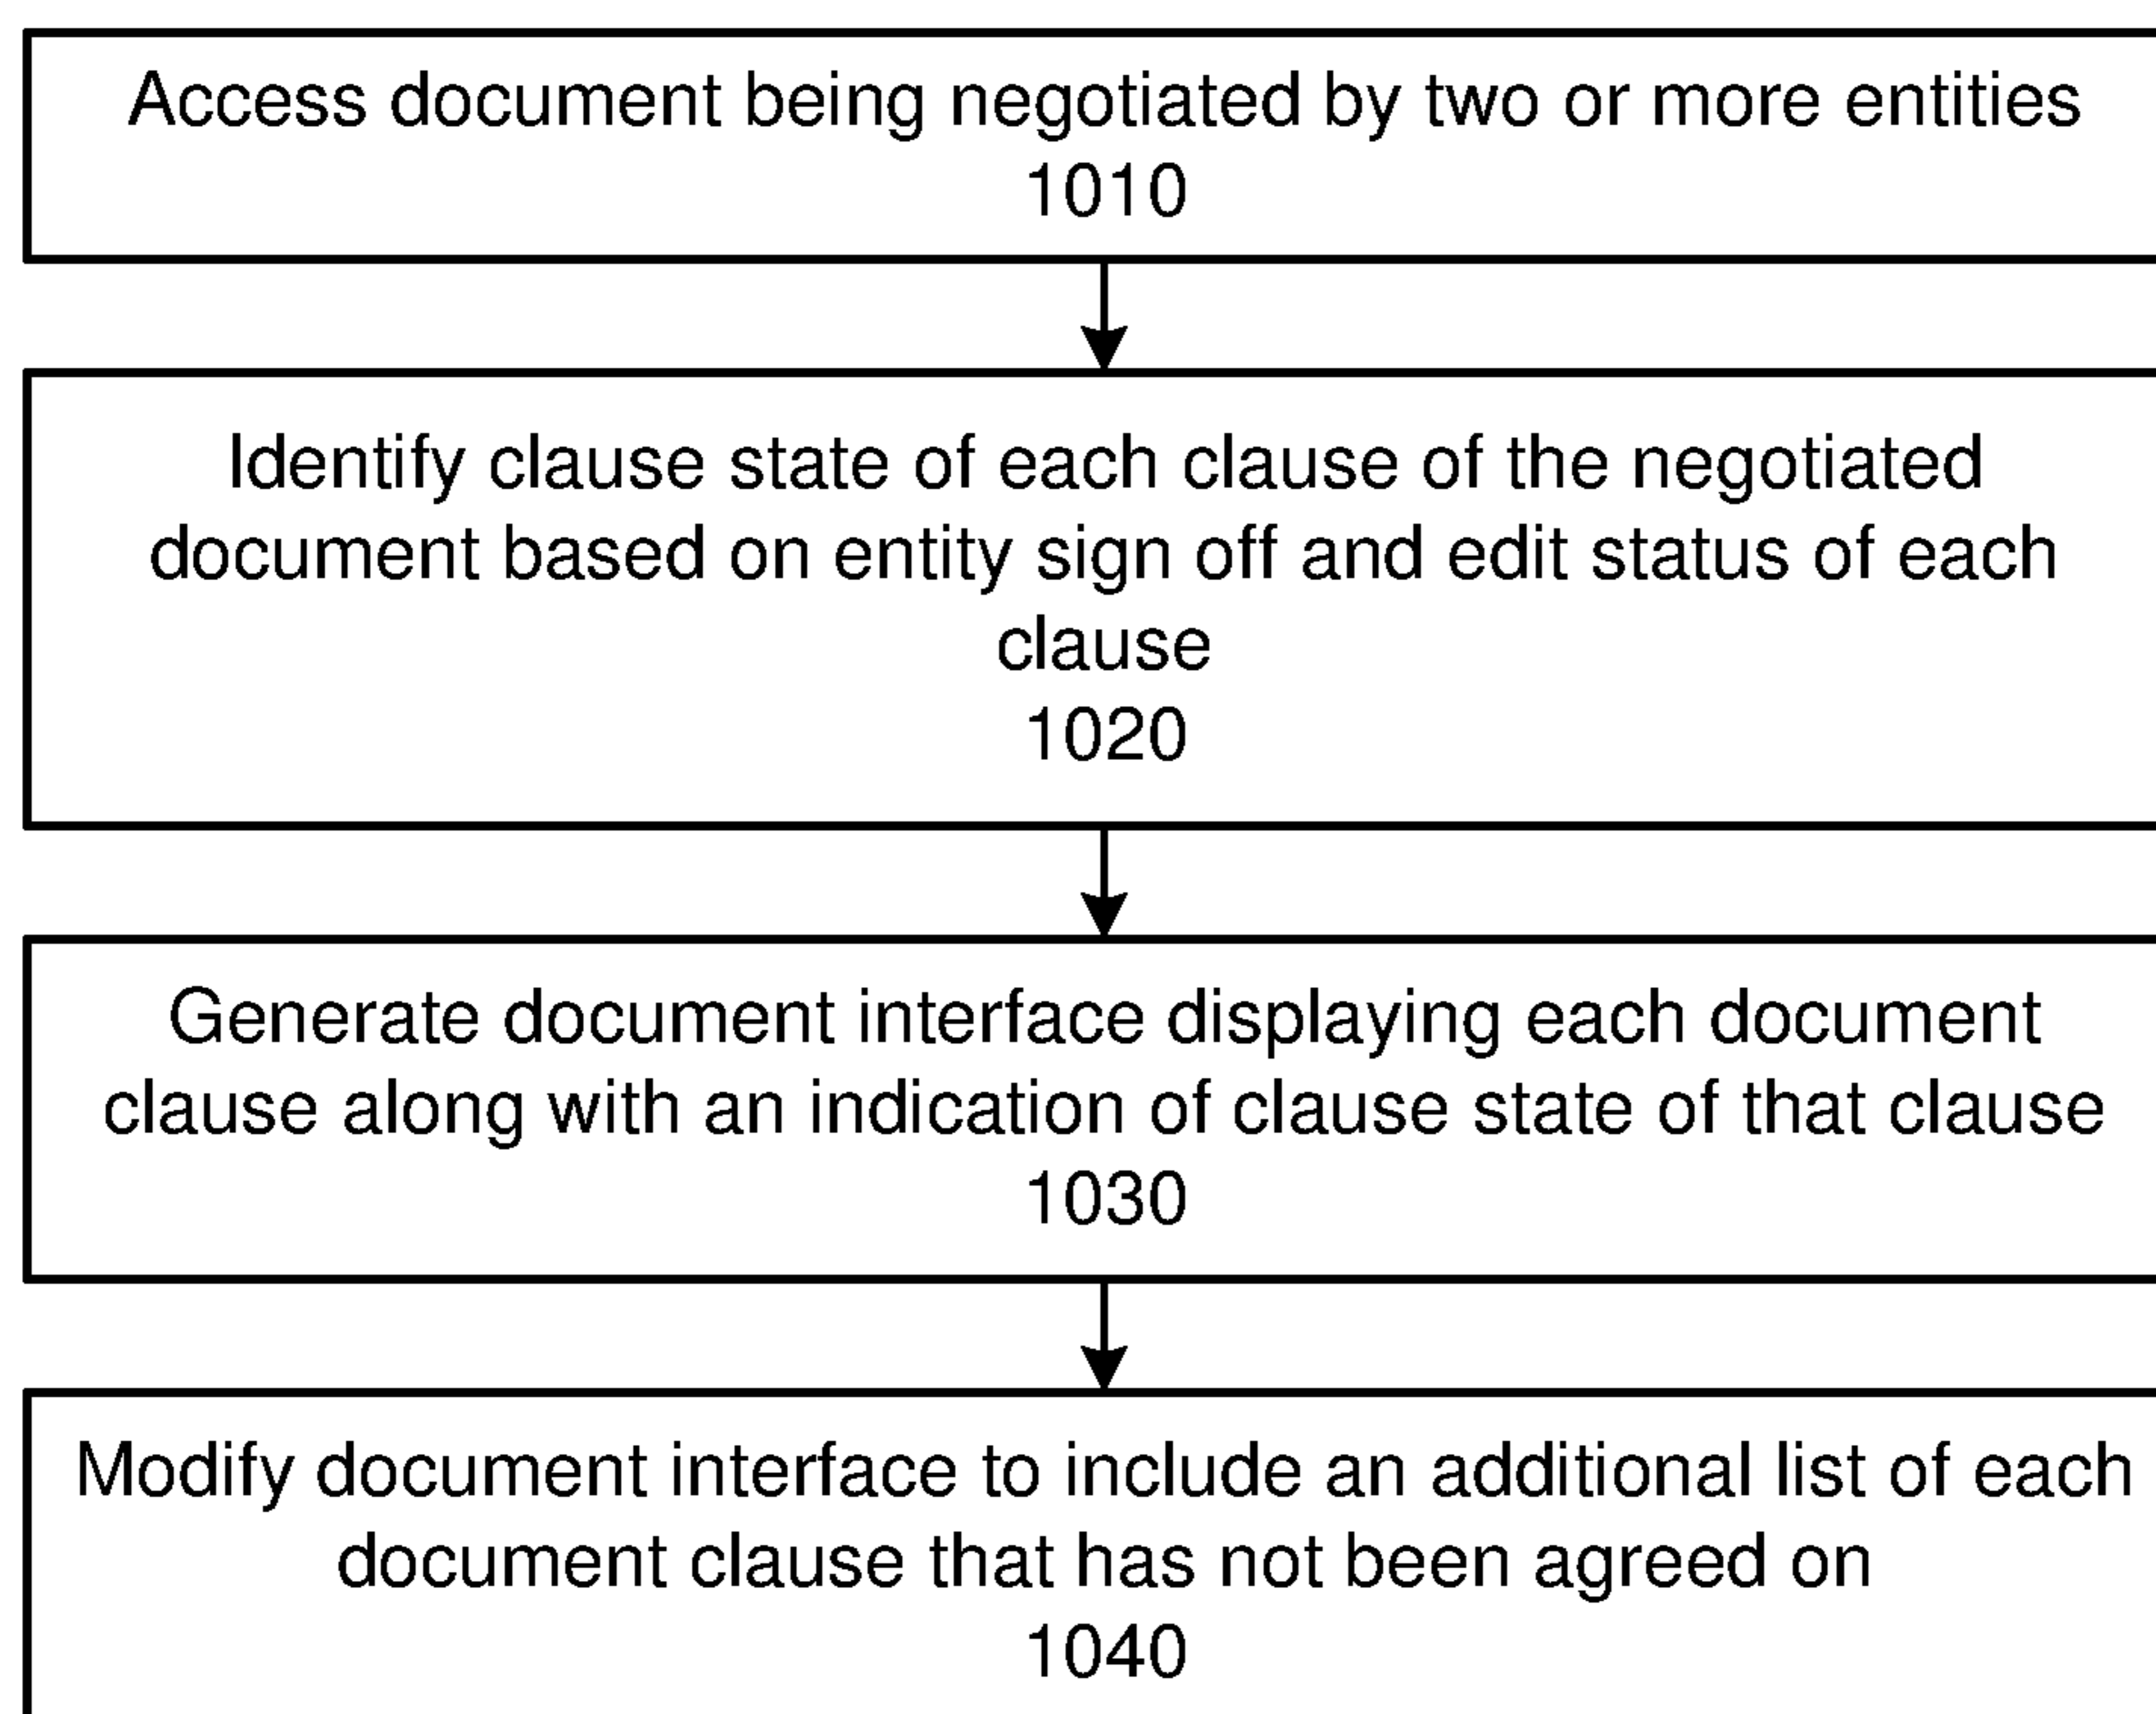 Access document being negotiated by two or more entities
1010
Identify clause state of each clause of the negotiated
document based on entity sign off and edit status of each
clause
1020
Generate document interface displaying each document
clause along with an indication of clause state of that clause
1030
Modify document interface to include an additional list of each
document clause that has not been agreed on
1040